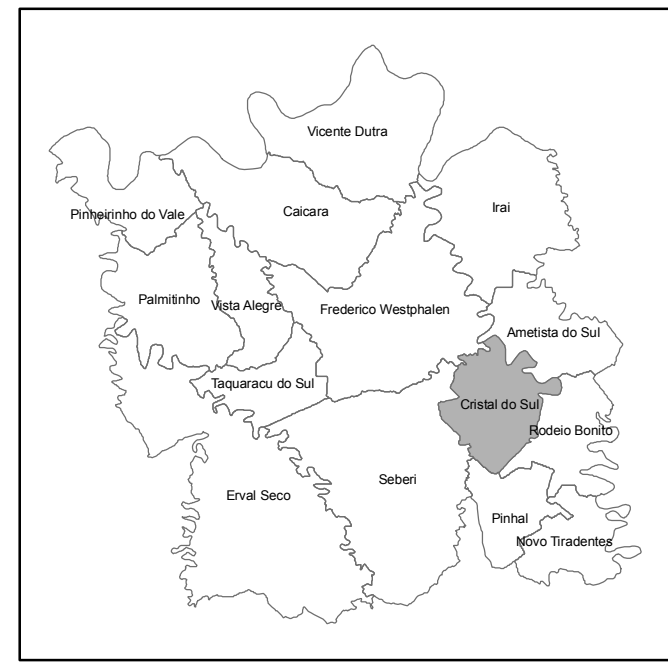 Vicente Dutra
Pinheirinho do Vale
Caicara
Irai
Palmitinho
Vista Alegre
Frederico Westphalen
Ametista do Sul
Taquaracu do Sul
Cristal do Sul
Rodeio Bonito
Erval Seco
Seberi
Pinhal
Novo Tiradentes